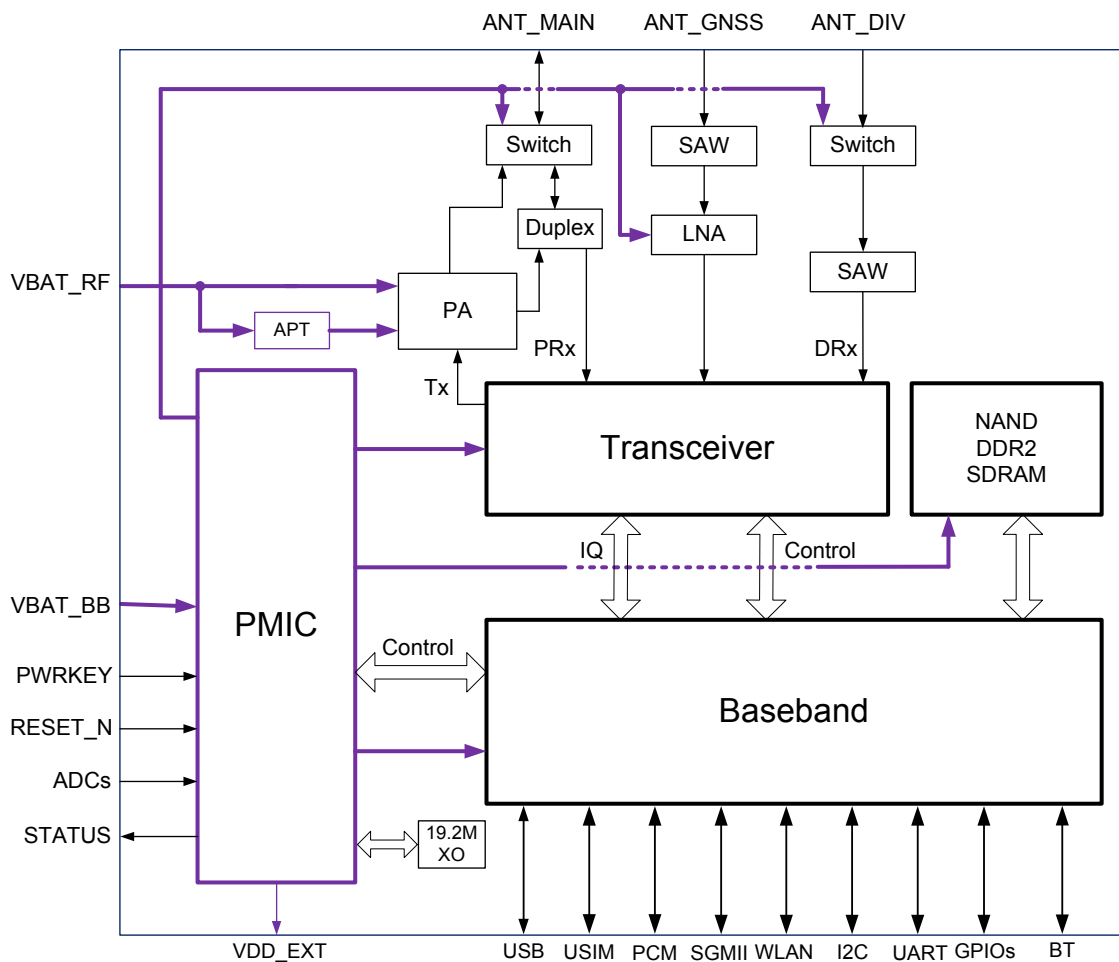 ANT_MAIN
ANT_GNSS
ANT_DIV
Switch
SAW
Switch
Duplex
LNA
SAW
VBAT_RF
PA
APT
PRx
DRx
Tx
Transceiver
NAND
DDR2
SDRAM
IQ
Control
VBAT_BB
PMIC
Control
PWRKEY
RESET_N
ADCs
STATUS
Baseband
19.2M
XO
VDD_EXT
USB
USIM
PCM
SGMII
WLAN
I2C
UART
GPIOs
BT